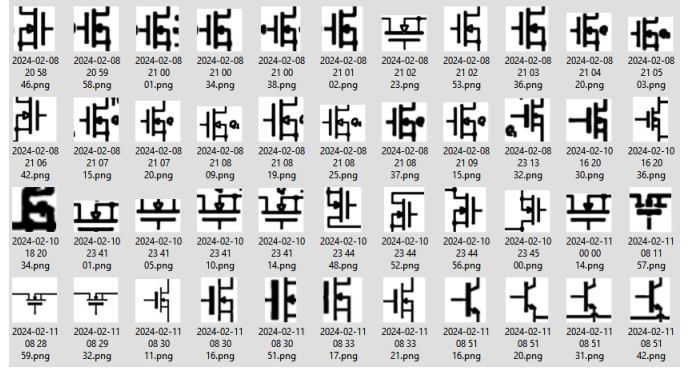 2024-02-08 2024-02-08 2024-02-08 2024-02-08 2024-02-08 2024-02-08 2024-02-08 2024-02-08 2024-02-08 2024-02-08 2024-02-08
20 58 20 59 21 00 21 00 21 00 21 01 21 02 21 02 21 03 21 04 21 05
46.png 58.png 01.png 34.png 38.png 02.png 23.png 53.png 36.png 20.png 03.png
2024-02-08 2024-02-08 2024-02-08 2024-02-08 2024-02-08 2024-02-08 2024-02-08 2024-02-08 2024-02-08 2024-02-10 2024-02-10
21 06 21 07 21 07 21 08 21 08 21 08 21 08 21 09 23 13 16 20 16 20
42.png 15.png 20.png 09.png 19.png 25.png 37.png 15.png 32.png 30.png 36.png
2024-02-10 2024-02-10 2024-02-10 2024-02-10 2024-02-10 2024-02-10 2024-02-10 2024-02-10 2024-02-10 2024-02-11 2024-02-11
18 20 23 41 23 41 23 41 23 41 23 44 23 44 23 44 23 45 00 00 08 11
34.png 01.png 05.png 10.png 14.png 48.png 52.png 56.png 00.png 14.png 57.png
2024-02-11 2024-02-11 2024-02-11 2024-02-11 2024-02-11 2024-02-11 2024-02-11 2024-02-11 2024-02-11 2024-02-11 2024-02-11
08 28 08 29 08 30 08 30 08 30 08 33 08 33 08 51 08 51 08 51 08 51
59.png 32.png 11.png 16.png 51.png 17.png 21.png 16.png 20.png 31.png 42.png